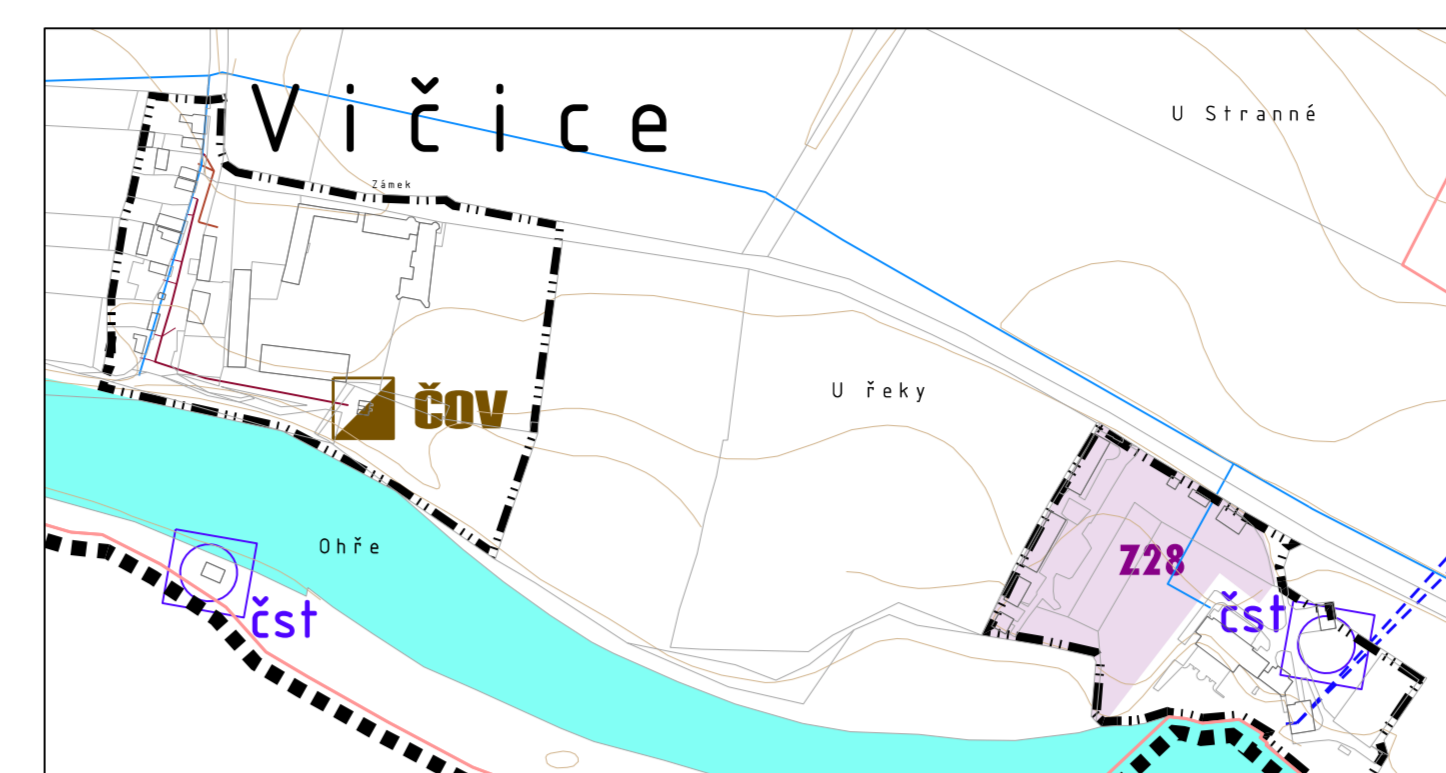 Vičice
U Stranné
Zámek
U řeky
ČOV
Ohře
Z28
čst
čst